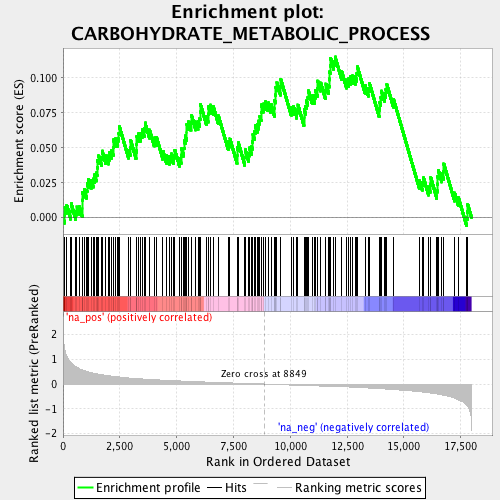 Enrichment plot:
CARBOHYDRATE_METABOLIC_PROCESS
Enrichment score (ES)
0.100
0.075
0.050
0.025
0.000
'na_pos' (positively correlated)
Ranked list metric (PreRanked)
2
1
0
-1
-2
Zero cross at 8849
'na_neg' (negatively correlated)
0
2,500
5,000
7,500
10,000
12,500
15,000
17,500
Rank in Ordered Dataset
Enrichment profile
Hits
Ranking metric scores